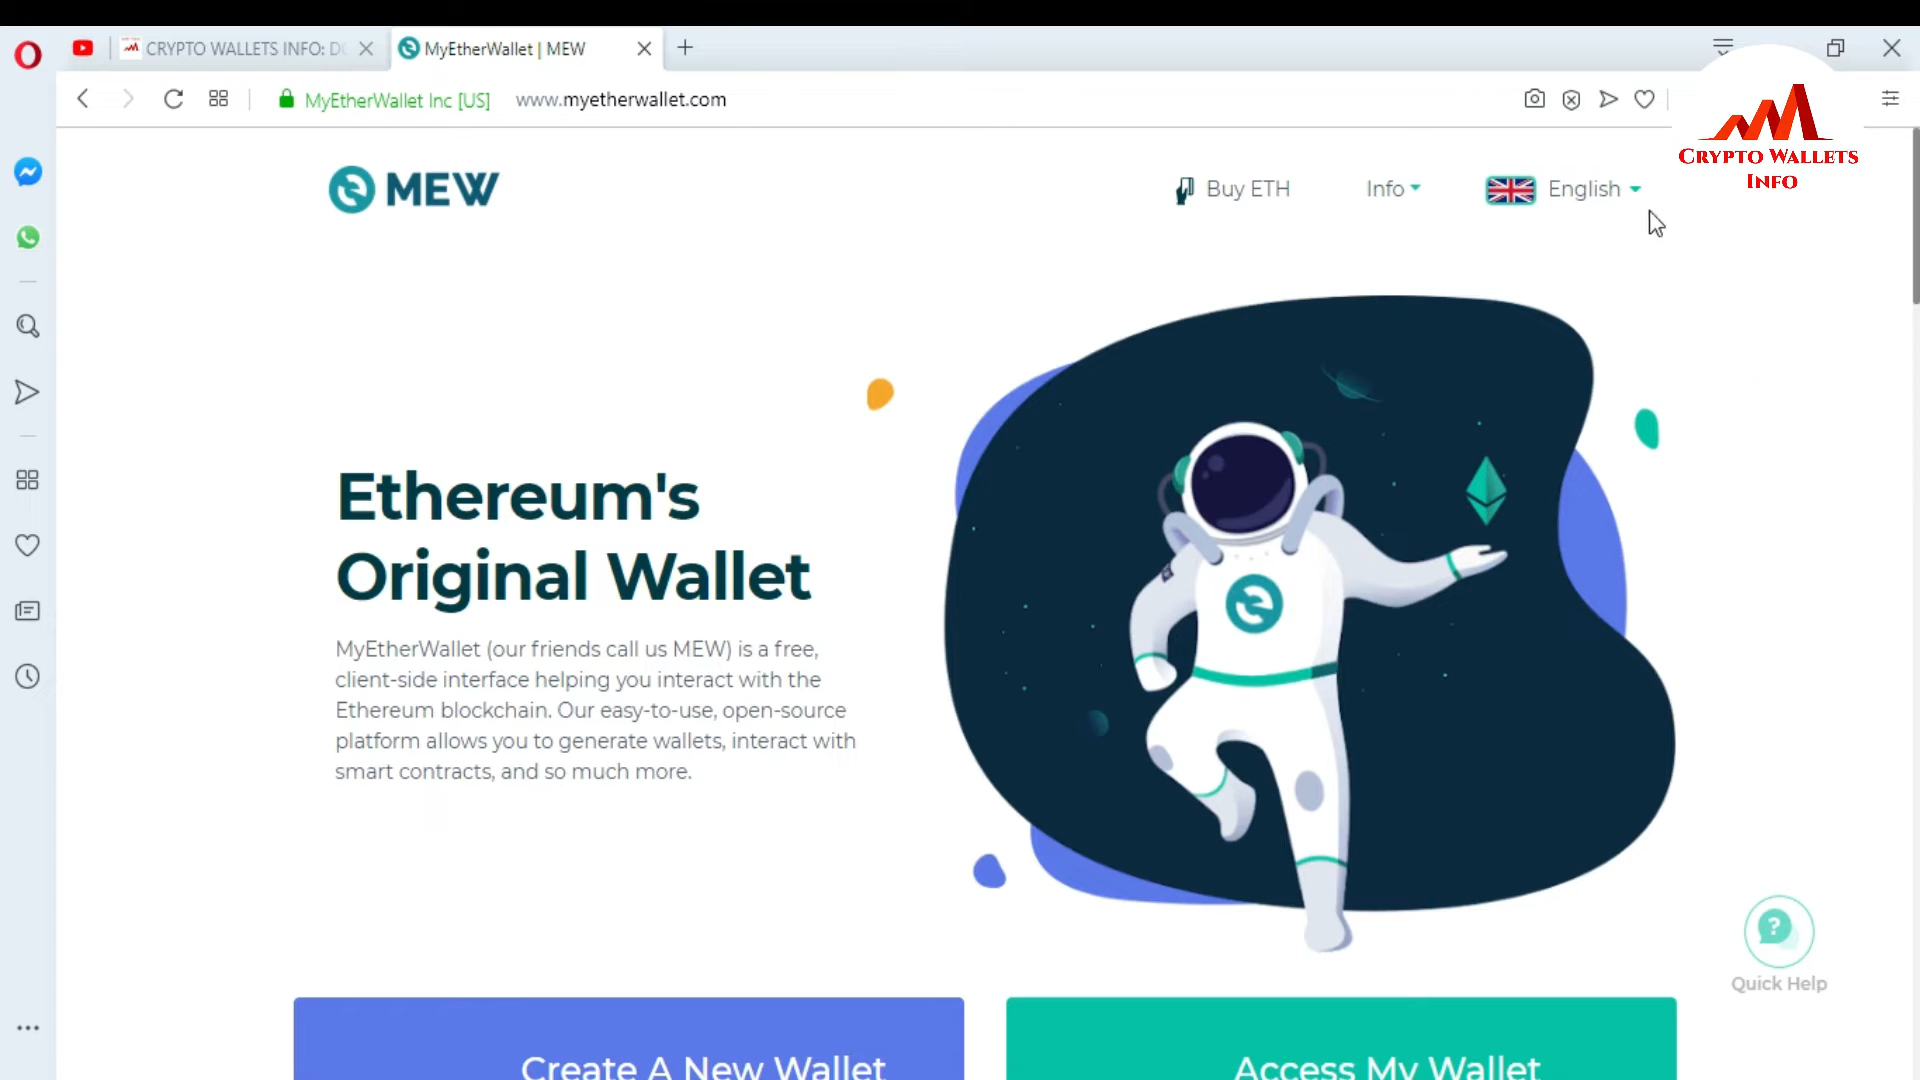 CRYPTO WALLETS INFO: D
MyEtherWallet | MEW
MyEtherWallet Inc [US] www.myetherwallet.com
CRYPTO WALLETS
INFO
MEW
Buy ETH
Info
English
Ethereum's
Original Wallet
MyEtherWallet (our friends call us MEW) is a free,
client-side interface helping you interact with the
Ethereum blockchain. Our easy-to-use, open-source
platform allows you to generate wallets, interact with
smart contracts, and so much more.
?
Quick Help
Create A New Wallet
Access My Wallet